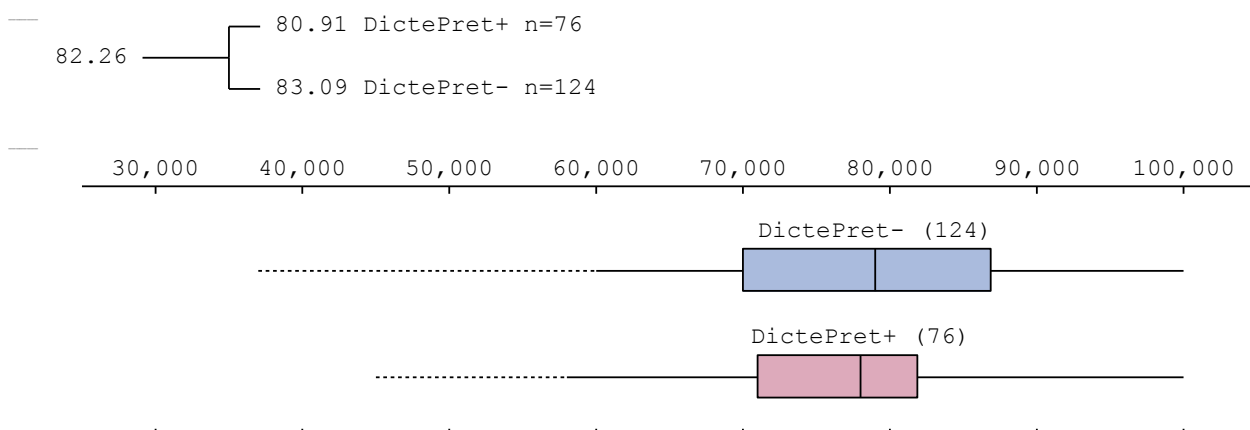 80.91 DictePret+ n=76
82.26
83.09 DictePret- n=124
30,000 40,000 50,000 60,000 70,000 80,000 90,000 100,000
DictePret- (124)
DictePret+ (76)